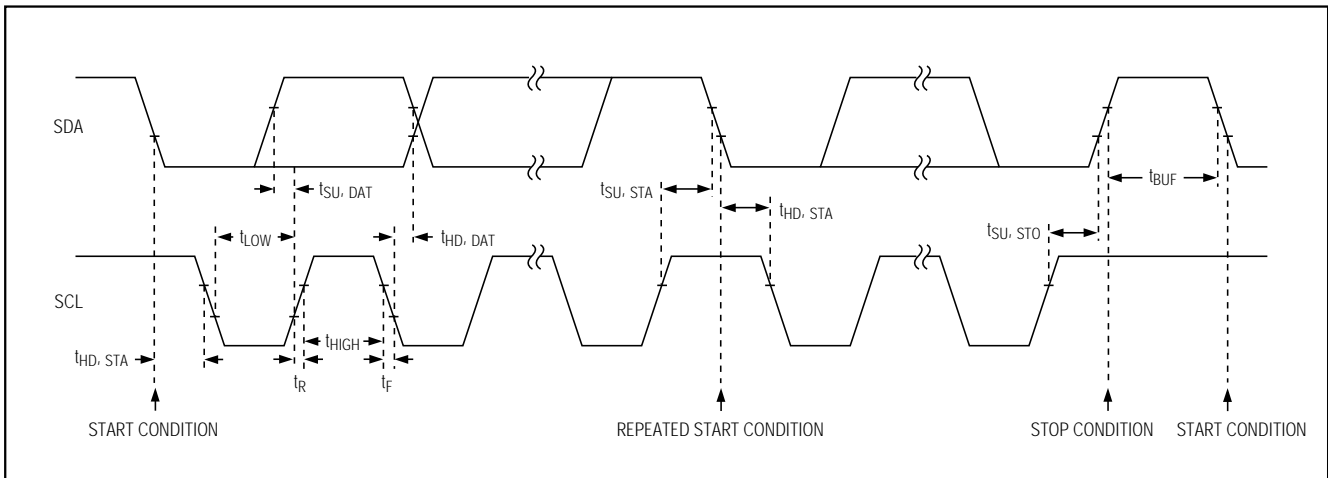 SDA
tSU, DAT
tSU, STA
tHD, STA
tBUF
tLOW
tHD, DAT
tSU, STO
SCL
tHIGH
tHD, STA
tR
tF
START CONDITION
REPEATED START CONDITION
STOP CONDITION
START CONDITION